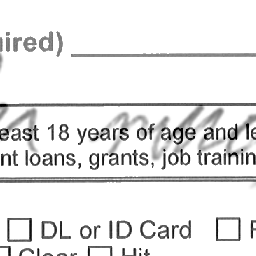 uired)
east 18 years of age and le
nt loans, grants, job trainin
DL or ID Card F
Clear Hit